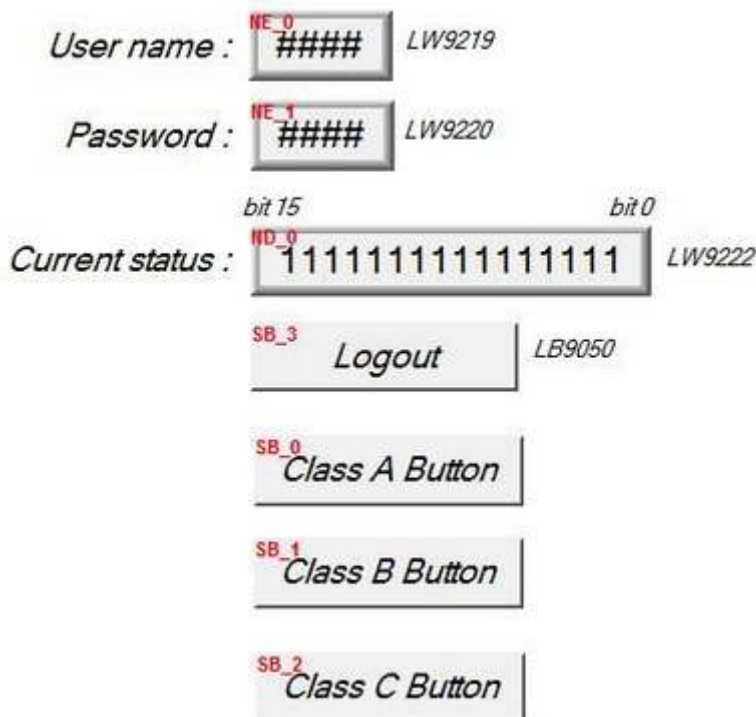 NE_0
User name : #### LW9219
NE_1
Password : #### LW9220
bit 15 bit 0
ND_0
Current status : 1111111111111111 LW9222
SB_3
Logout LB9050
SB_0
Class A Button
SB_1
Class B Button
SB_2
Class C Button